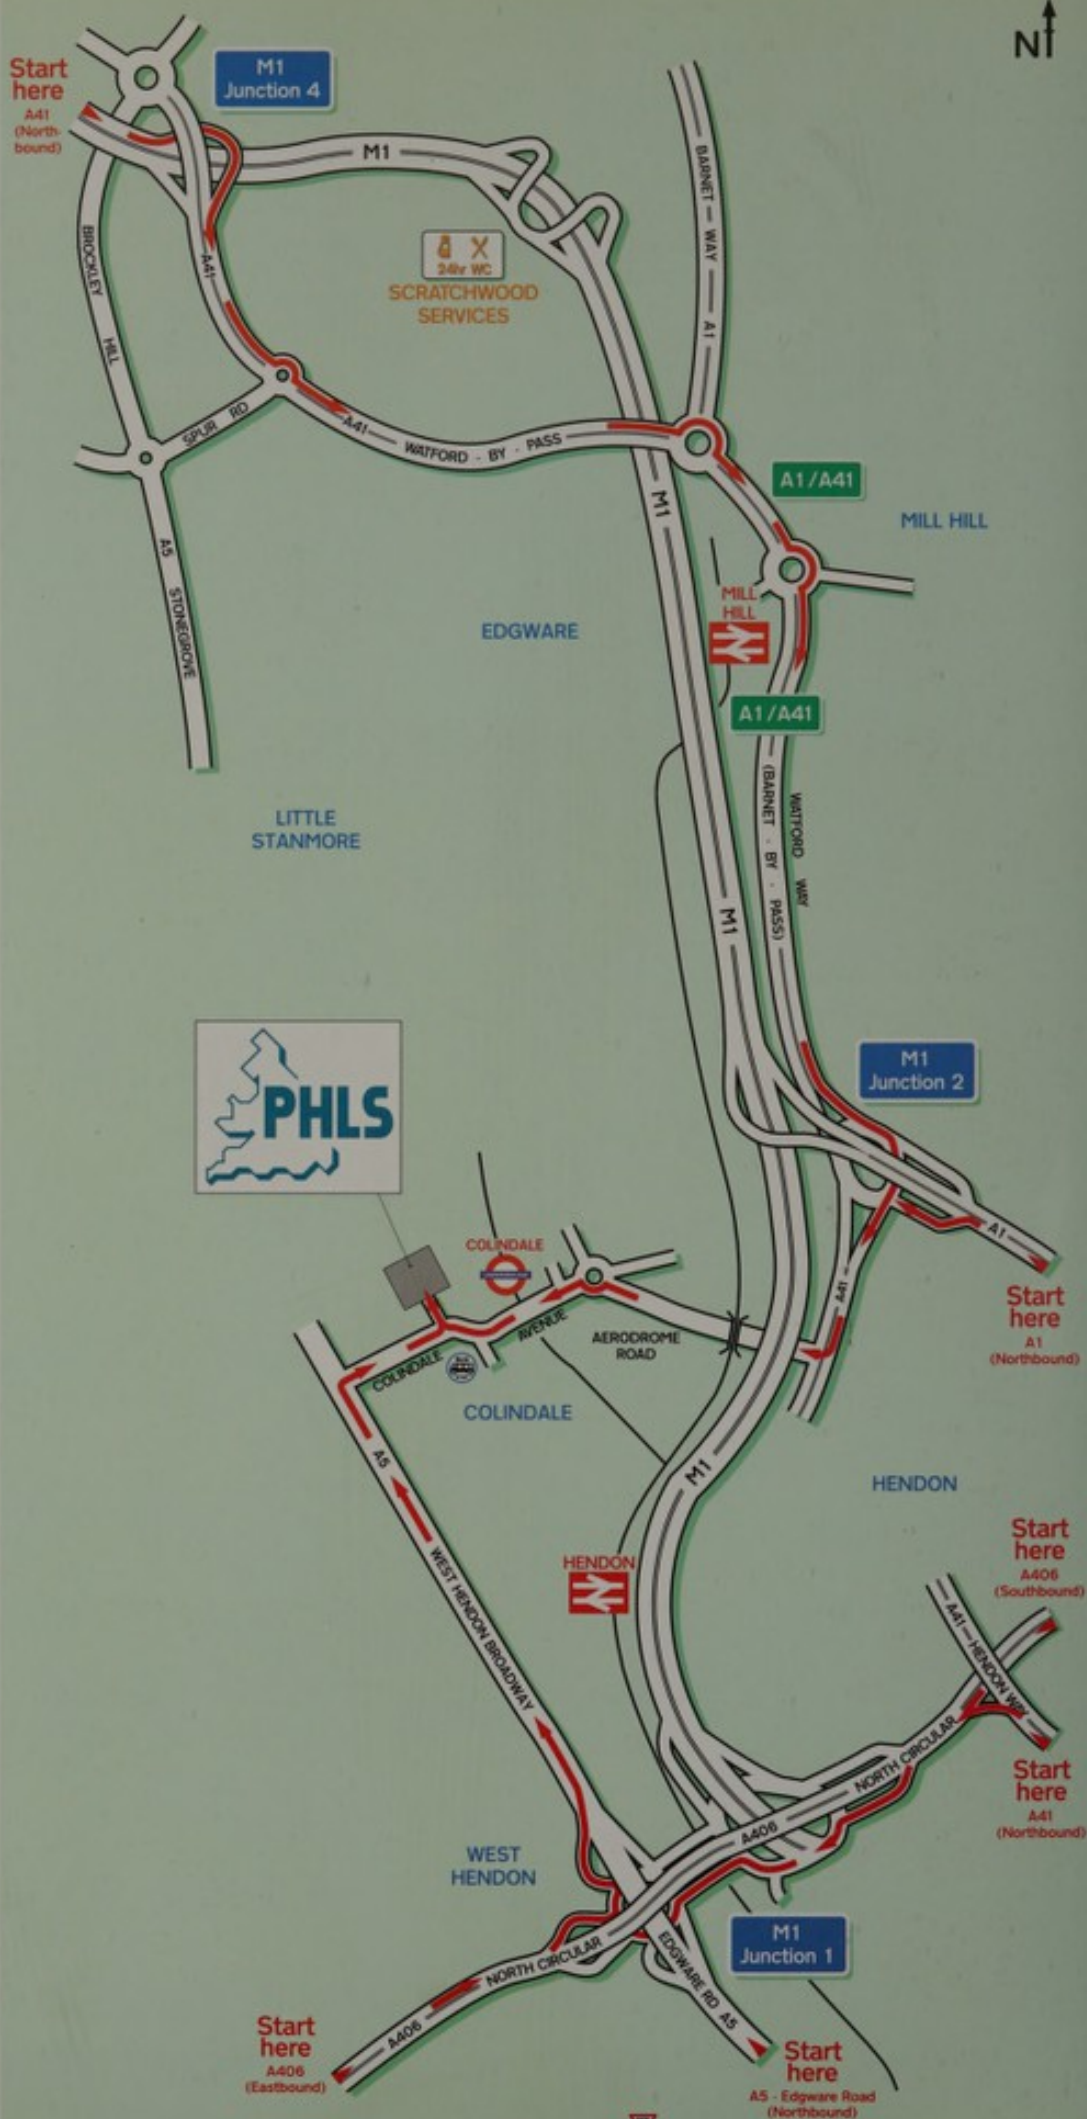 N
Start
here
A41
(North-
bound)
M1
Junction 4
M1
BARNET WAY A1
BROCKLEY HILL
A41
24hr WC
SCRATCHWOOD
SERVICES
SPUR RD
A41
WATFORD - BY - PASS
M1
A1/A41
MILL HILL
A5 STONEGROVE
MILL
HILL
EDGWARE
A1/A41
(BARNET - BY - PASS)
WATFORD WAY
LITTLE
STANMORE
M1
PHLS
M1
Junction 2
A1
COLINDALE
A41
Start
here
A1
(Northbound)
AVENUE
AERODROME
ROAD
COLINDALE
COLINDALE
A5
M1
HENDON
Start
here
A406
(Southbound)
HENDON
WEST HENDON BROADWAY
A41 HENDON WAY
NORTH CIRCULAR
Start
here
A41
(Northbound)
A406
WEST
HENDON
M1
Junction 1
NORTH CIRCULAR
EDGWARE RD A5
A406
Start
here
A406
(Eastbound)
Start
here
A5 - Edgware Road
(Northbound)